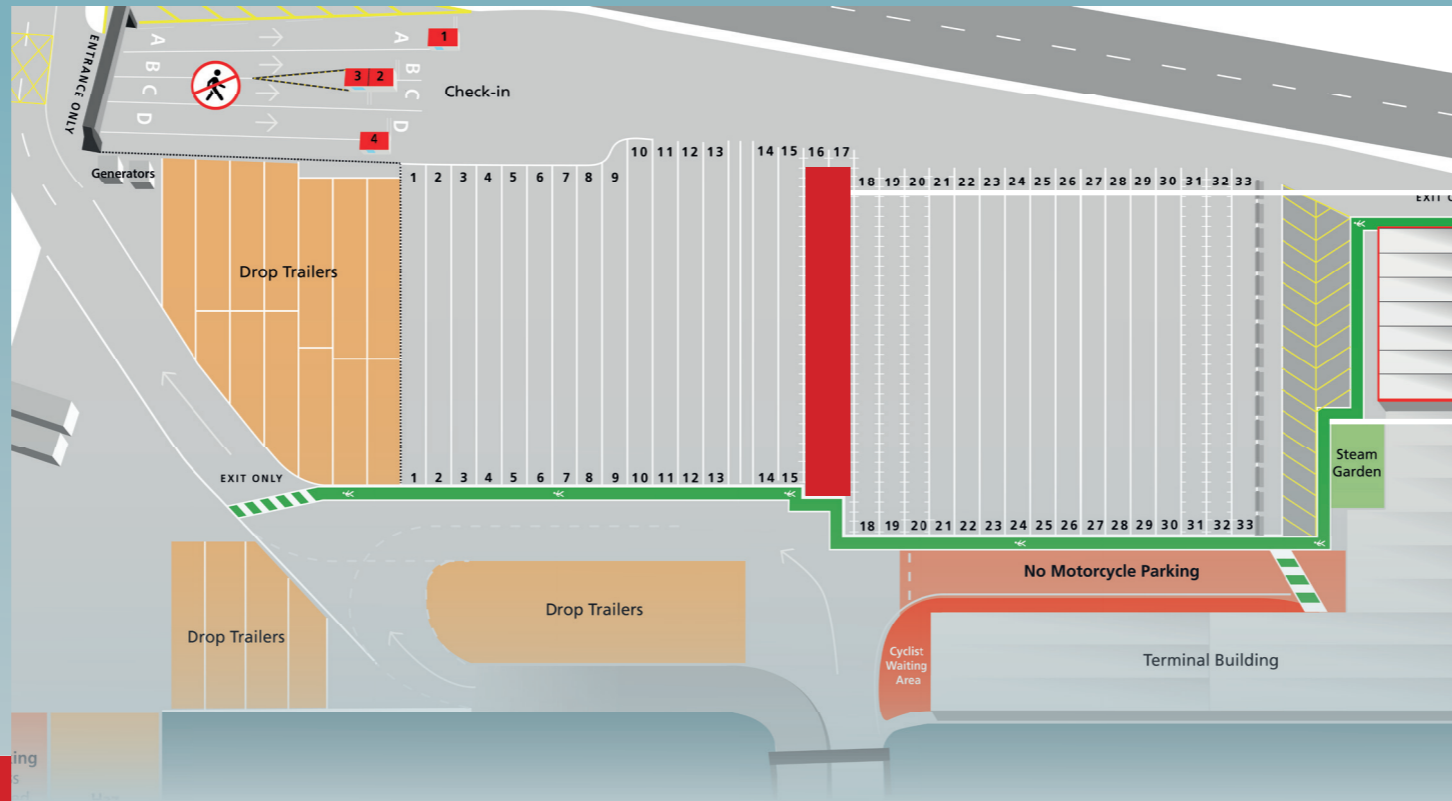 ENTRANCE ONLY
A A 1
B 3 2 B
C C
D D
4
Check-in
Generators
10 11 12 13 14 15 16 17
1 2 3 4 5 6 7 8 9
18 19 20 21 22 23 24 25 26 27 28 29 30 31 32 33
EXIT O
Drop Trailers
Steam
Garden
EXIT ONLY
1 2 3 4 5 6 7 8 9 10 11 12 13 14 15
18 19 20 21 22 23 24 25 26 27 28 29 30 31 32 33
No Motorcycle Parking
Drop Trailers
Drop Trailers
Cyclist
Waiting
Area
Terminal Building
ing
s